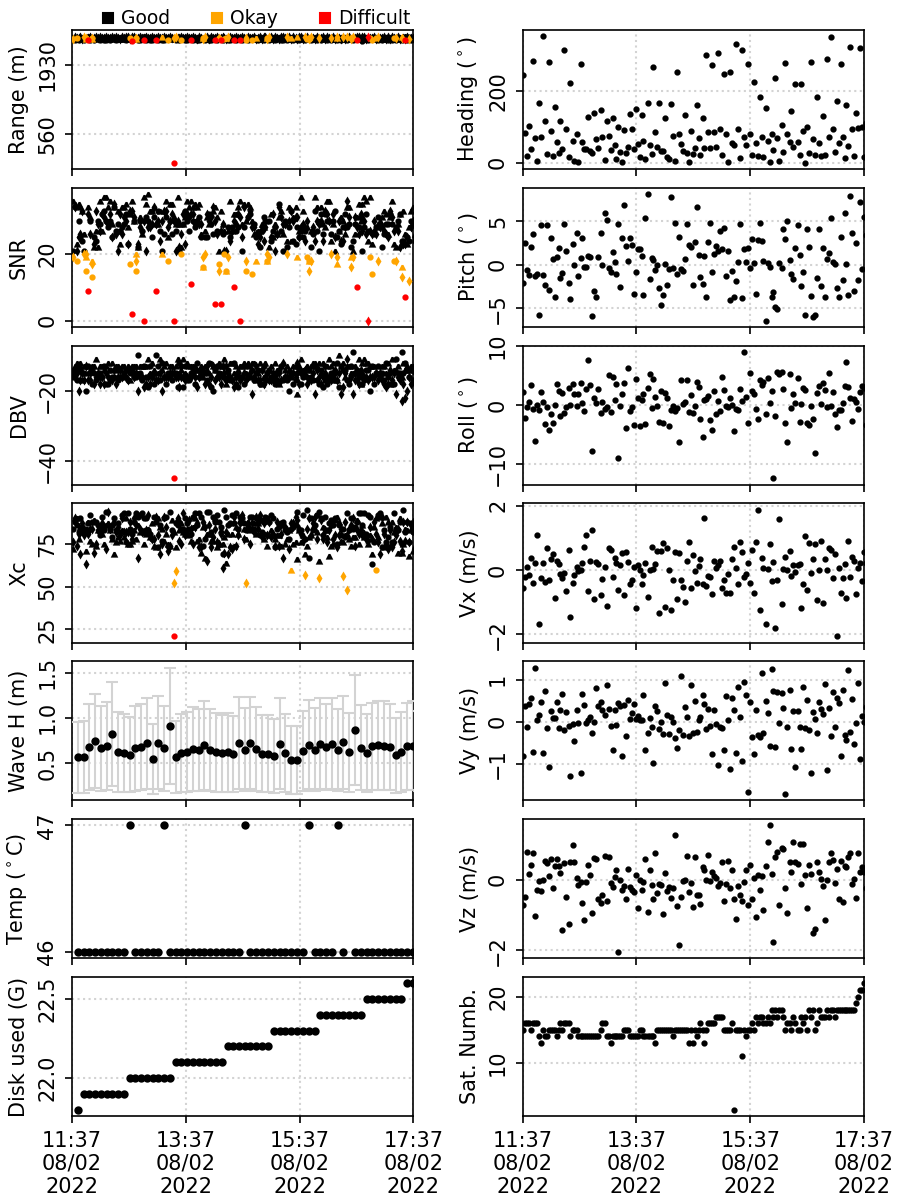 Good Okay Difficult
Range (m)
1930
560
Heading (°)
200
0
SNR
20
0
Pitch (°)
5
0
−5
DBV
−20
−40
Roll (°)
10
0
−10
Xc
75
50
25
Vx (m/s)
2
0
−2
Wave H (m)
1.5
1.0
0.5
Vy (m/s)
1
0
−1
Temp (°C)
47
46
Vz (m/s)
0
−2
Disk used (G)
22.5
22.0
Sat. Numb.
20
10
11:37 13:37 15:37 17:37
08/02 08/02 08/02 08/02
2022 2022 2022 2022
11:37 13:37 15:37 17:37
08/02 08/02 08/02 08/02
2022 2022 2022 2022